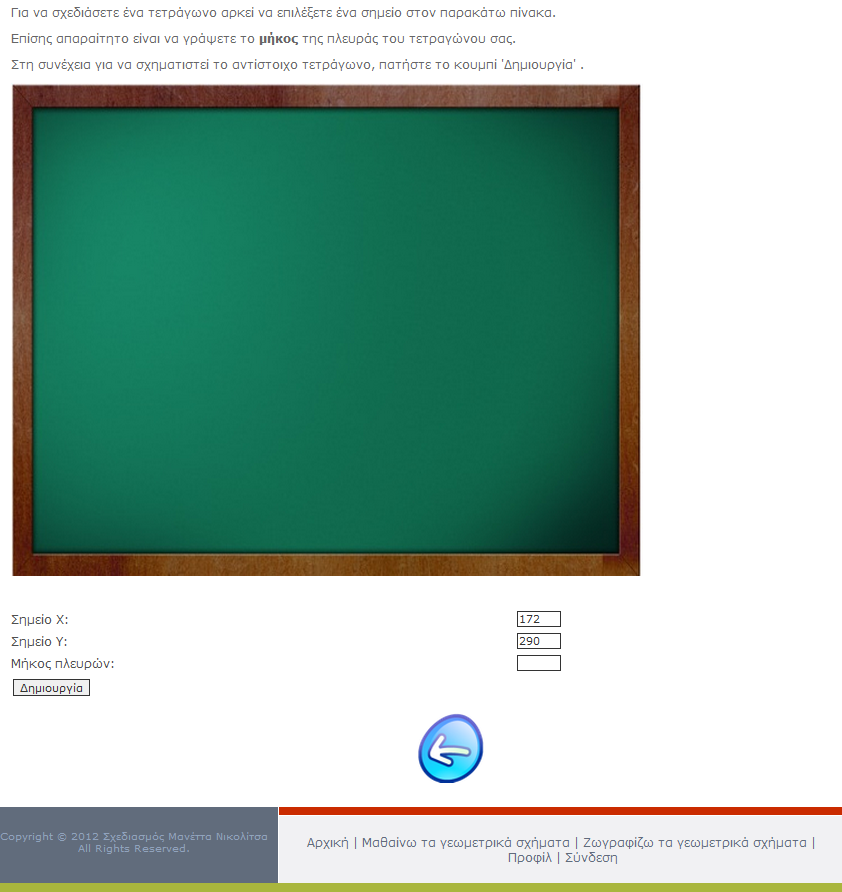 Για να σχεδιάσετε ένα τετράγωνο αρκεί να επιλέξετε ένα σημείο στον παρακάτω πίνακα.
Επίσης απαραίτητο είναι να γράψετε το μήκος της πλευράς του τετραγώνου σας.
Στη συνέχεια για να σχηματιστεί το αντίστοιχο τετράγωνο, πατήστε το κουμπί 'Δημιουργία' .
Σημείο Χ: 172
Σημείο Υ: 290
Μήκος πλευρών:
Δημιουργία
Copyright © 2012 Σχεδιασμός Μανέττα Νικολίτσα
All Rights Reserved.
Αρχική | Μαθαίνω τα γεωμετρικά σχήματα | Ζωγραφίζω τα γεωμετρικά σχήματα |
Προφίλ | Σύνδεση